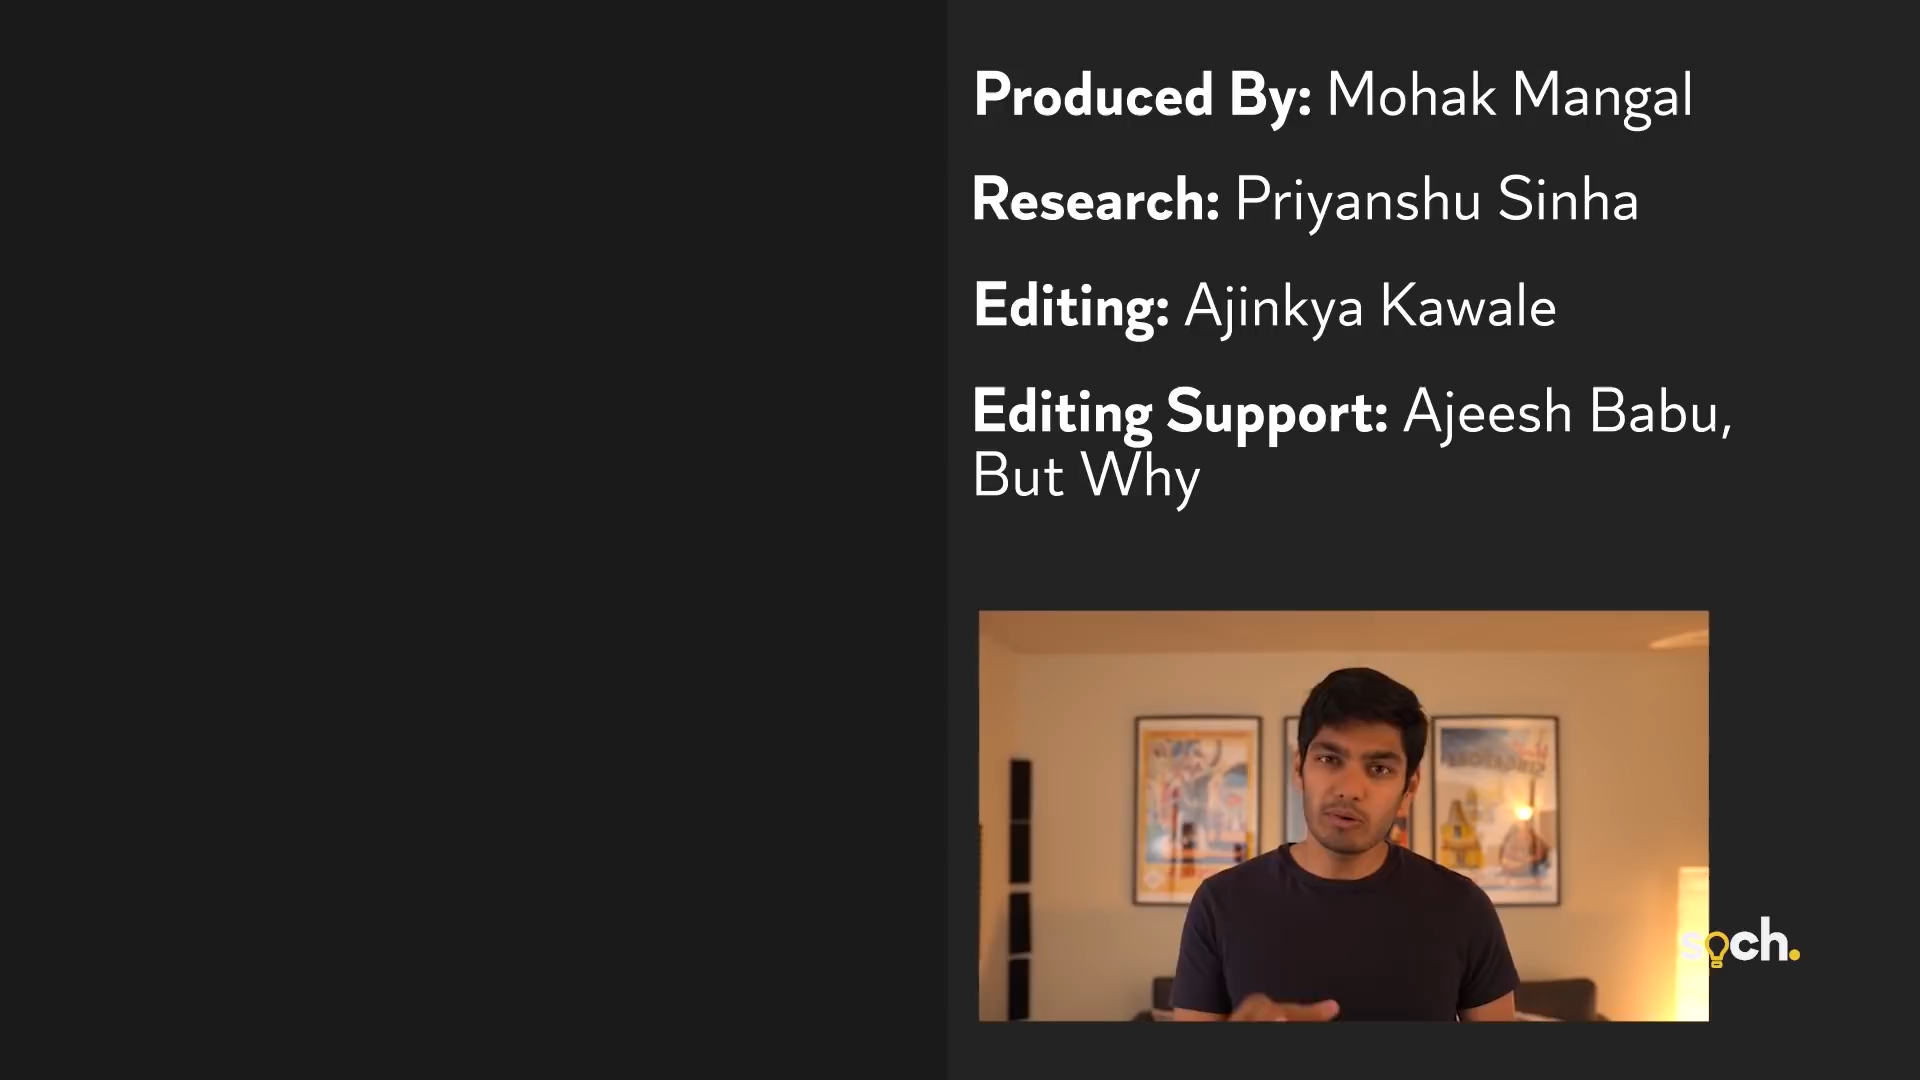 Produced By: Mohak Mangal
Research: Priyanshu Sinha
Editing: Ajinkya Kawale
Editing Support: Ajeesh Babu,
But Why
soch.